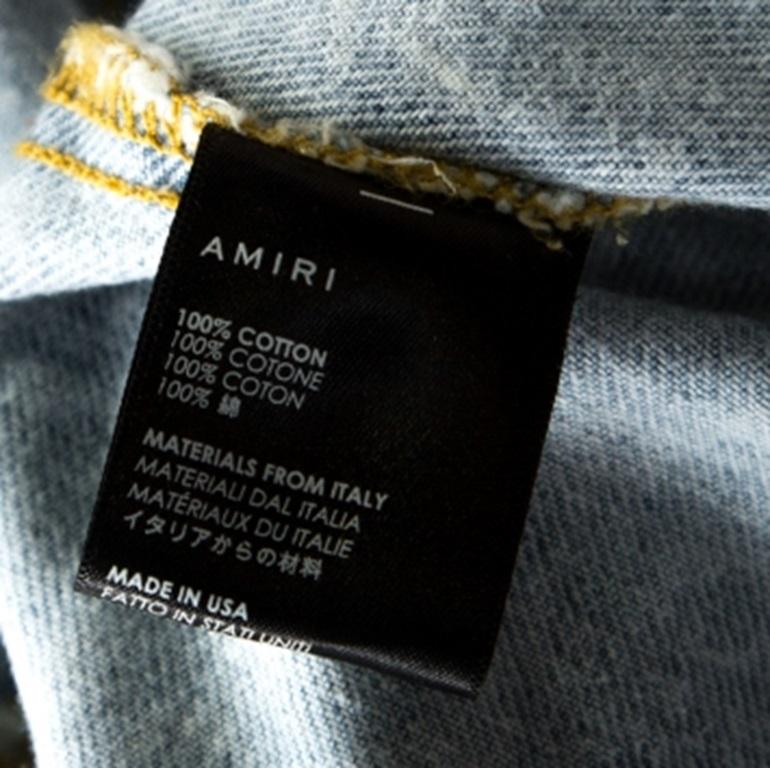 AMIRI
100% COTTON
100% COTONE
100% COTON
100% 綿
MATERIALS FROM ITALY
MATERIALI DAL ITALIA
MATÉRIAUX DU ITALIE
イタリアからの材料
MADE IN USA
FATTO IN STATI UNITI